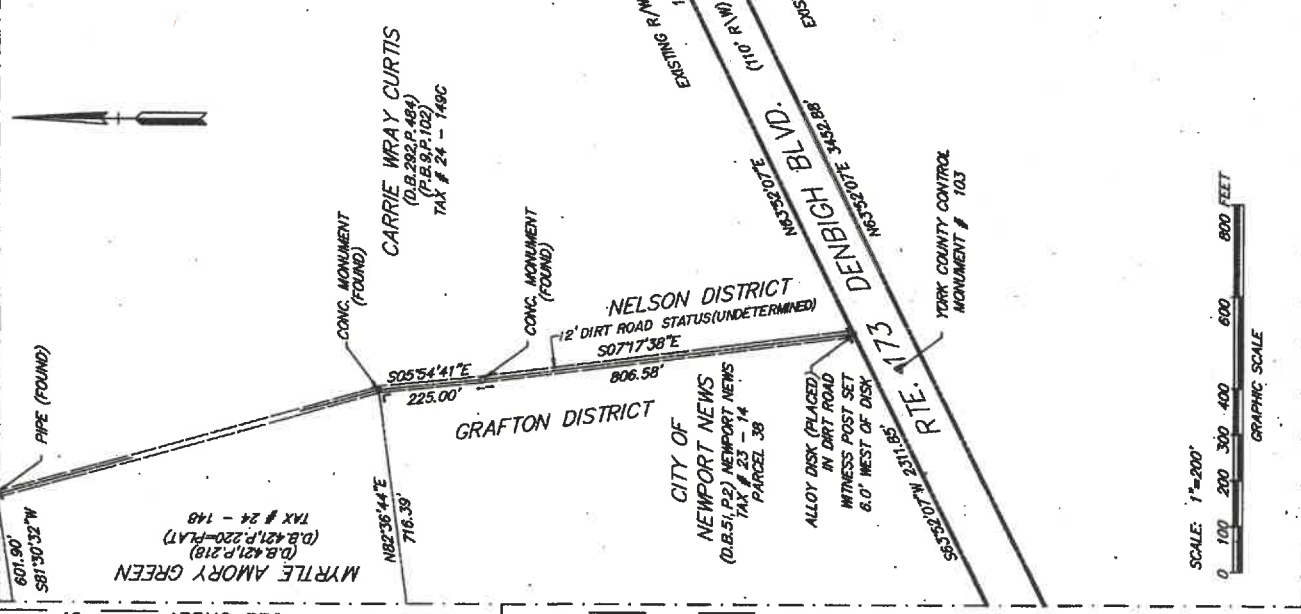 EXISTING R/W
(110' R/W)
CARRIE WRAY CURTIS
(D.B.292,P.484)
(P.B.9,P.102)
TAX # 24 - 149C
CONC. MONUMENT
(FOUND)
CONC. MONUMENT
(FOUND)
PIPE (FOUND)
601.90'
S81°30'32"W
MYRTLE AMORY GREEN
(D.B.421,P.218)
(D.B.421,P.220=PLAT)
TAX # 24 - 148
N82°36'44"E
716.39'
S05°54'41"E
225.00'
NELSON DISTRICT
12' DIRT ROAD STATUS(UNDETERMINED)
S07°17'38"E
806.58'
GRAFTON DISTRICT
CITY OF
NEWPORT NEWS
(D.B.51, P.2) NEWPORT NEWS
TAX # 23 - 14
PARCEL 38
ALLOY DISK (PLACED)
IN DIRT ROAD
WITNESS POST SET
6.0' WEST OF DISK
N63°52'07"E
RTE. 173 DENBIGH BLVD.
N63°52'07"E 3452.88'
S63°52'07"W 2311.85'
YORK COUNTY CONTROL
MONUMENT # 103
SCALE: 1"=200'
0 100 200 300 400 600 800 FEET
GRAPHIC SCALE